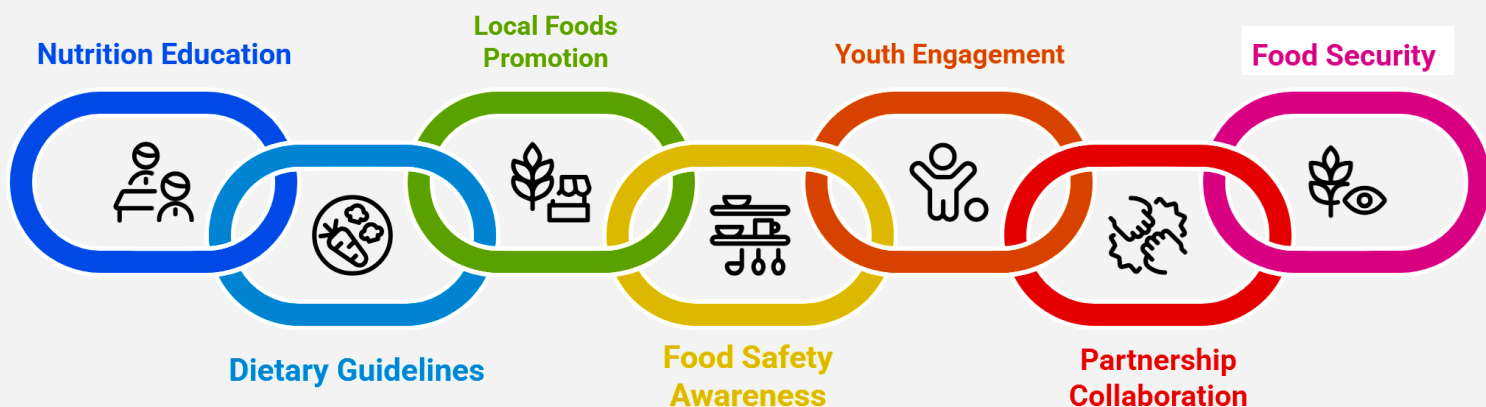 Nutrition Education
Dietary Guidelines
Local Foods
Promotion
Food Safety
Awareness
Youth Engagement
Partnership
Collaboration
Food Security